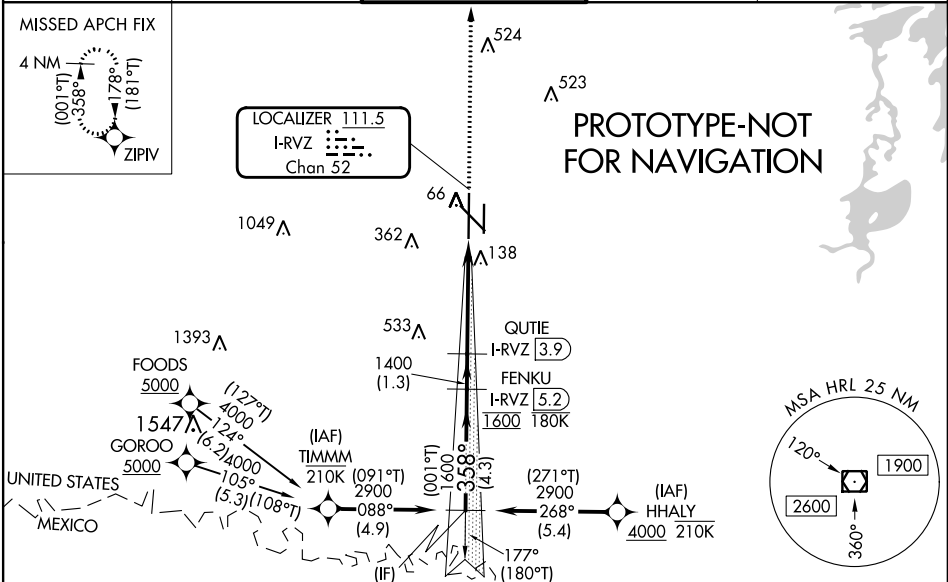 MISSED APCH FIX
4 NM
(001°T)
358°
178°
(181°T)
ZIPIV
524
523
LOCALIZER 111.5
I-RVZ
Chan 52
PROTOTYPE-NOT
FOR NAVIGATION
66
1049
362
138
1393
533
QUTIE
I-RVZ 3.9
1400
(1.3)
FENKU
I-RVZ 5.2
1600 180K
FOODS
5000
(127°T)
4000
124°
(6.2)
1547
GOROO
5000
4000
105°
(5.3)
(108°T)
UNITED STATES
MEXICO
(IAF)
TIMMM
210K
(091°T)
2900
088°
(4.9)
(001°T)
1600
358°
(4.3)
(271°T)
2900
268°
(5.4)
(IAF)
HHALY
4000 210K
(IF)
177°
(180°T)
MSA HRL 25 NM
120°
1900
2600
360°